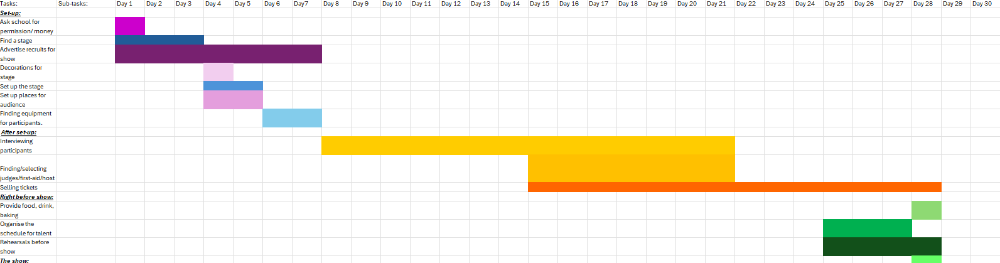 Tasks: Sub-tasks: Day 1 Day 2 Day 3 Day 4 Day 5 Day 6 Day7 Day 8 Day 9 Day 10 Day 11 Day 12 Day 13 Day 14 Day 15 Day 16 Day 17 Day 18 Day 19 Day 20 Day 21 Day 22 Day 23 Day 24 Day 25 Day 26 Day 27 Day 28 Day 29 Day 30
Set-up:
Ask school for
permission/ money
Find a stage
Advertise recruits for
show
Decorations for
stage
Set up the stage
Set up places for
audience
Finding equipment
for participants.
After set-up:
Interviewing
participants
Finding/selecting
judges/first-aid/host
Selling tickets
Right before show:
Provide food, drink,
baking
Organise the
schedule for talent
Rehearsals before
show
The show: